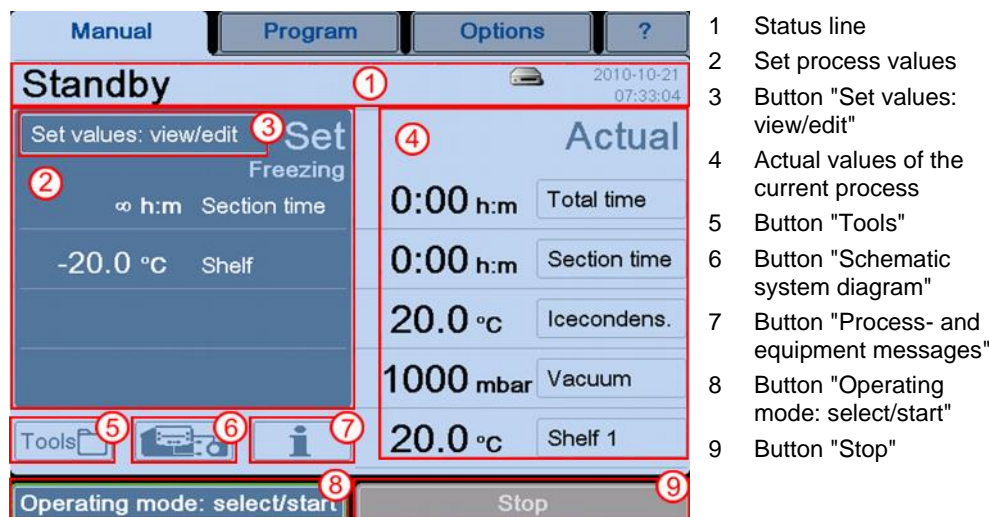 Manual Program Options ?
Standby 1 2010-10-21
07:33:04
Set values: view/edit 3 Set
Freezing
2
∞ h:m Section time
-20.0 °C Shelf
4 Actual
0:00 h:m Total time
0:00 h:m Section time
20.0 °C Icecondens.
1000 mbar Vacuum
20.0 °C Shelf 1
Tools 5 6 i 7
Operating mode: select/start 8
Stop 9
1 Status line
2 Set process values
3 Button "Set values:
view/edit"
4 Actual values of the
current process
5 Button "Tools"
6 Button "Schematic
system diagram"
7 Button "Process- and
equipment messages"
8 Button "Operating
mode: select/start"
9 Button "Stop"